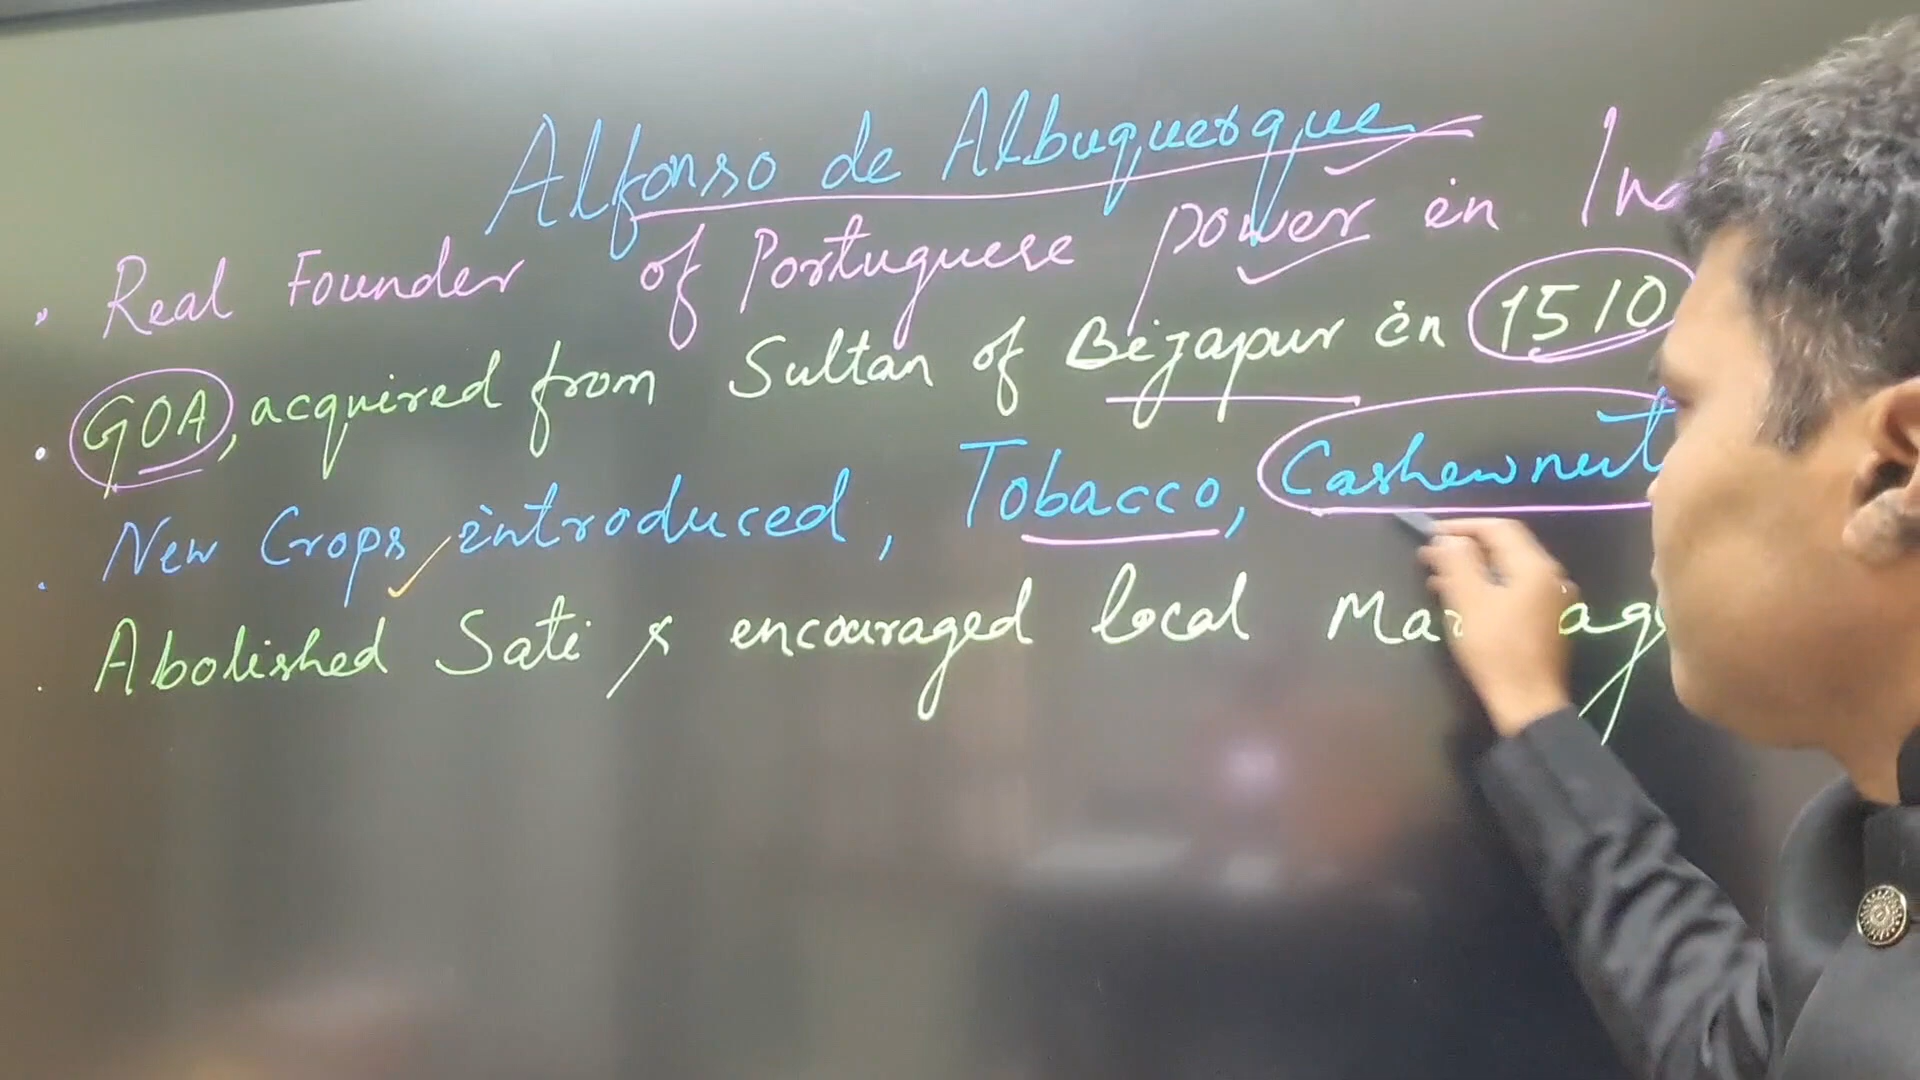 Alfonso de Albuquerque
• Real Founder of Portuguese power in Ind
• GOA, acquired from Sultan of Bijapur in 1510
• New Crops introduced, Tobacco, Cashewnut
• Abolished Sati & encouraged local